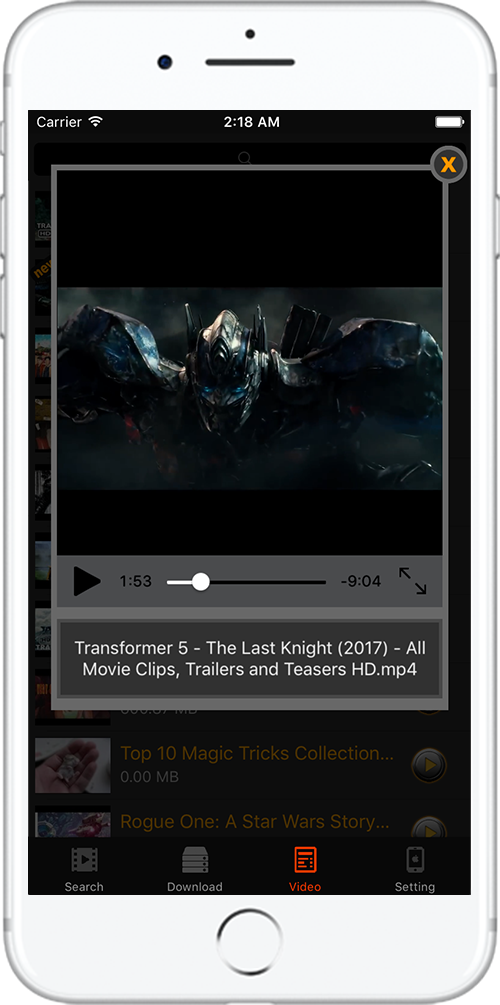 Carrier
2:18 AM
X
new
1:53
-9:04
Transformer 5 - The Last Knight (2017) - All
Movie Clips, Trailers and Teasers HD.mp4
Top 10 Magic Tricks Collection...
0.00 MB
Rogue One: A Star Wars Story...
Search
Download
Video
Setting